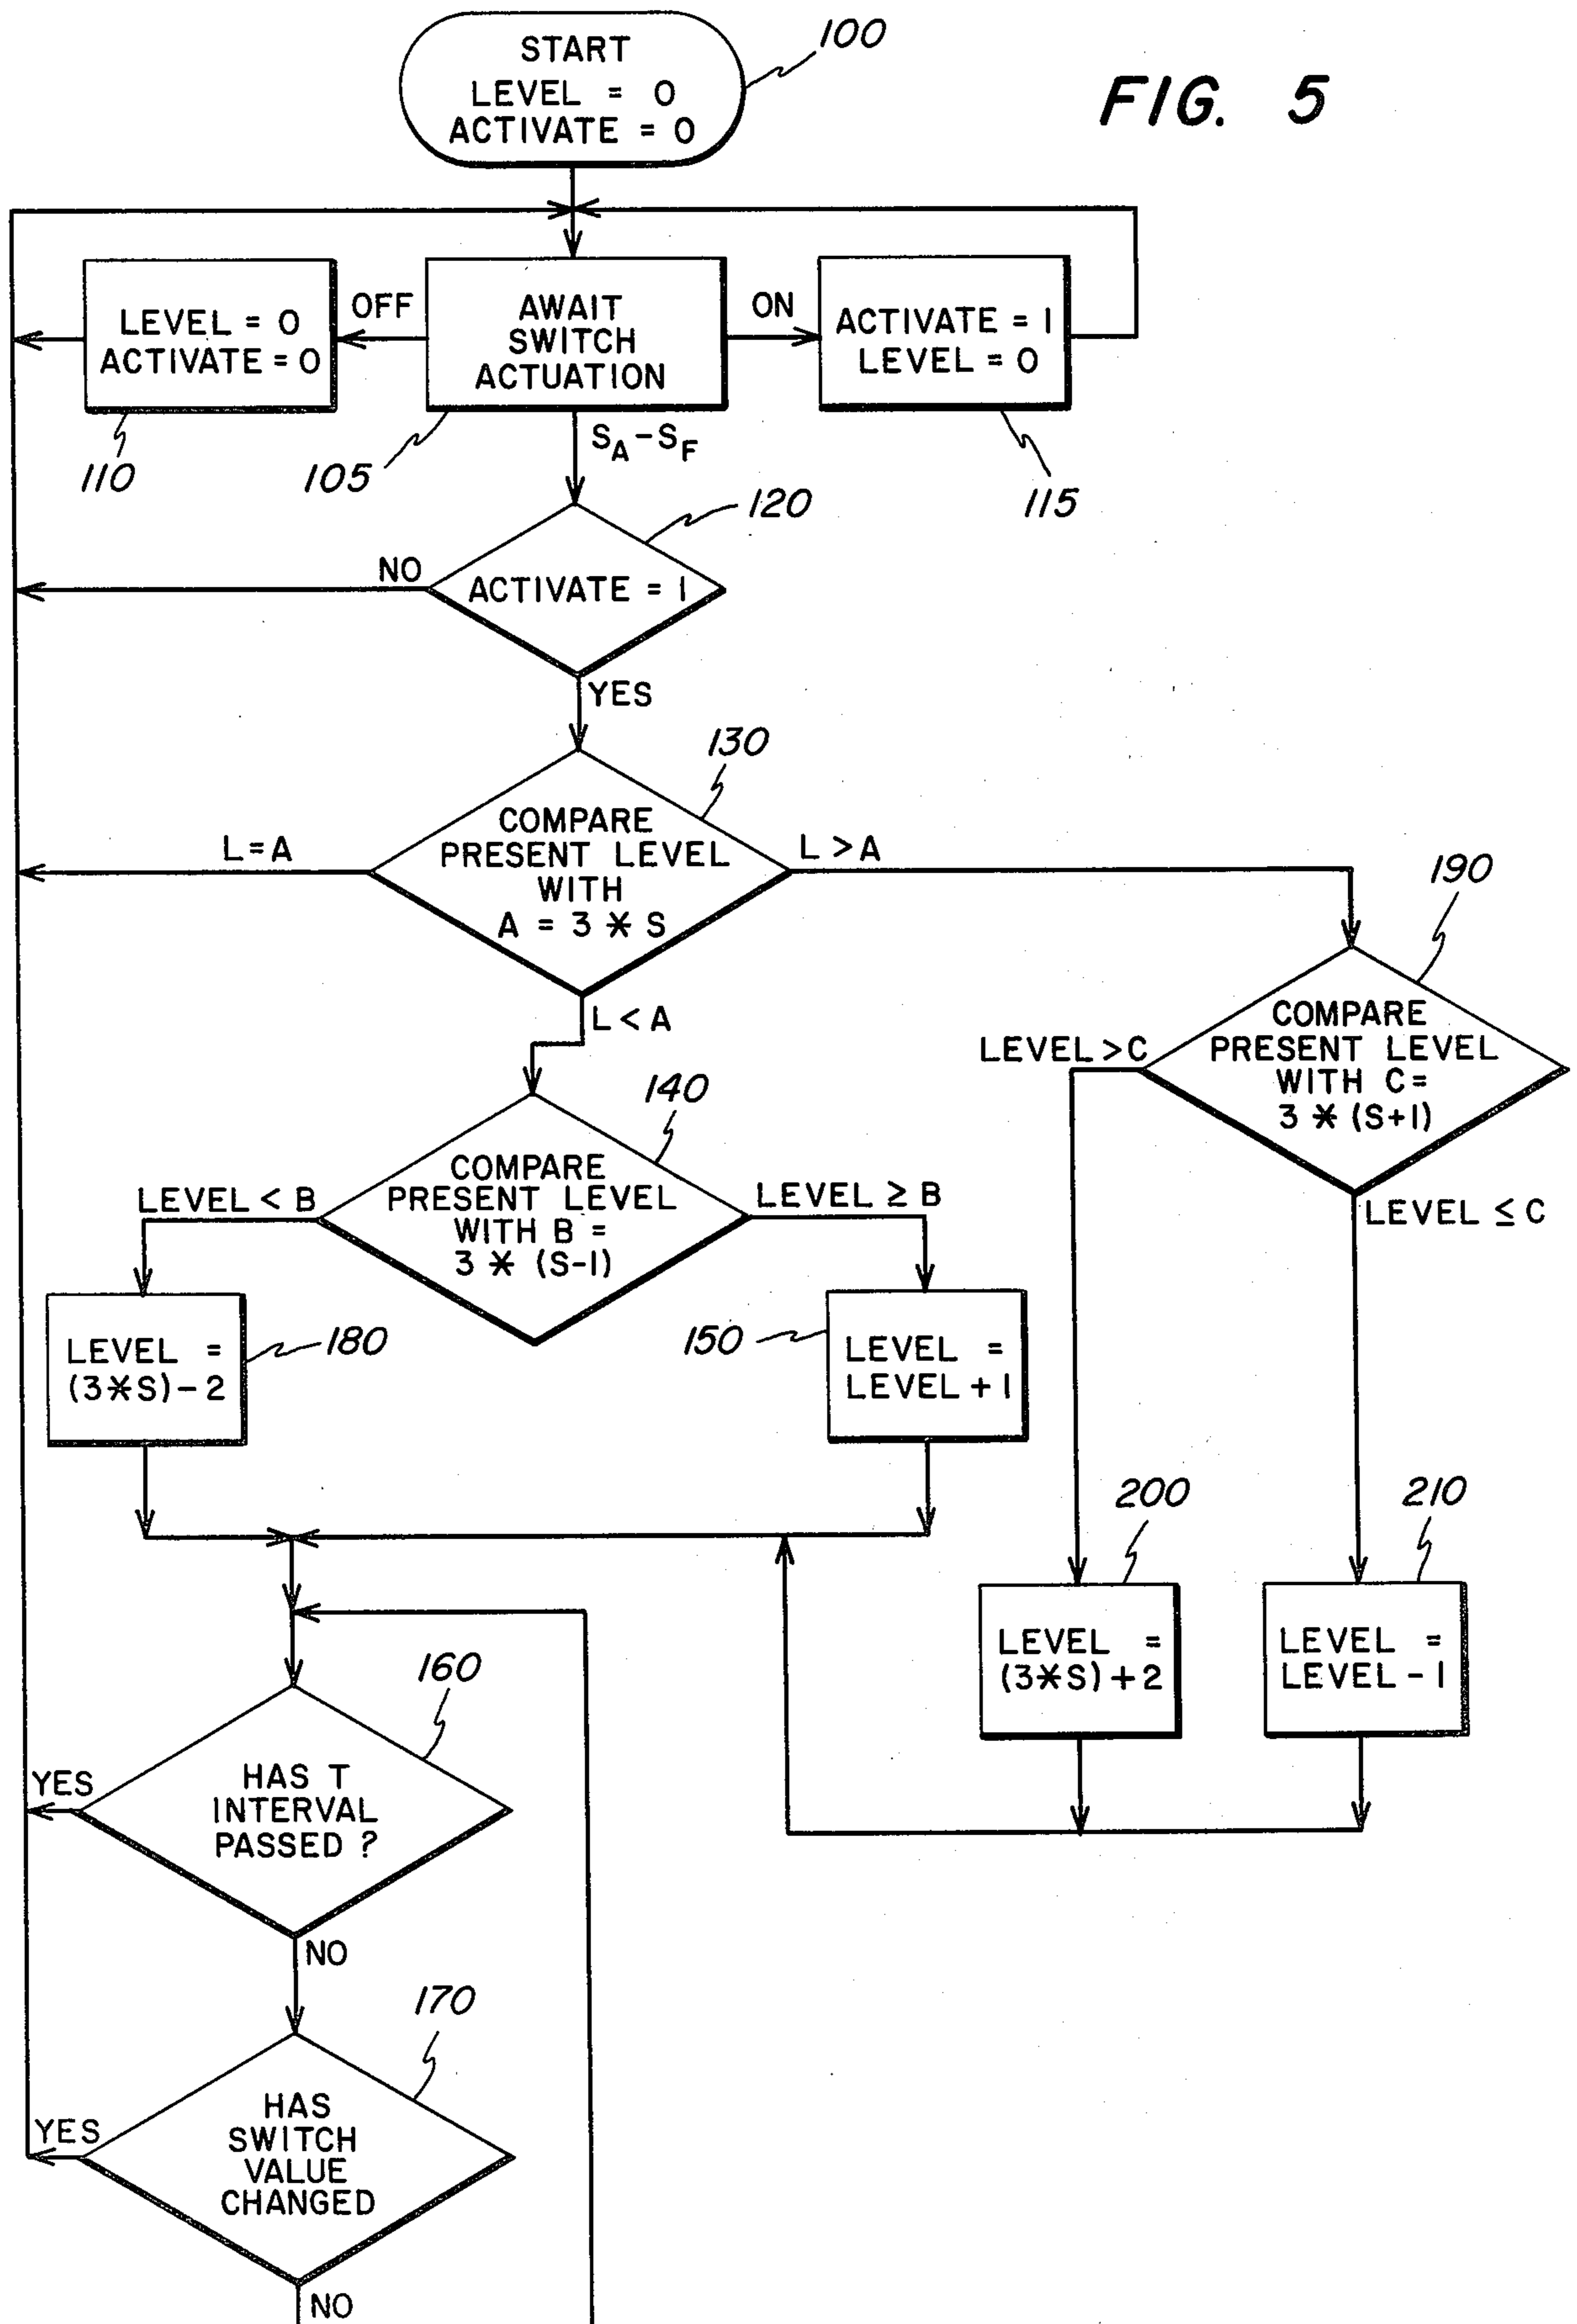 START
LEVEL = 0
ACTIVATE = 0
100
FIG. 5
LEVEL = 0
ACTIVATE = 0
OFF
AWAIT
SWITCH
ACTUATION
ON
ACTIVATE = 1
LEVEL = 0
110
105
S_A - S_F
115
120
NO
ACTIVATE = 1
YES
130
COMPARE
PRESENT LEVEL
WITH
A = 3 * S
L = A
L > A
190
L < A
COMPARE
PRESENT LEVEL
WITH C =
3 * (S+1)
LEVEL > C
LEVEL ≤ C
140
COMPARE
PRESENT LEVEL
WITH B =
3 * (S-1)
LEVEL < B
LEVEL ≥ B
LEVEL =
(3*S) - 2
180
150
LEVEL =
LEVEL + 1
200
210
LEVEL =
(3*S) + 2
LEVEL =
LEVEL - 1
160
YES
HAS T
INTERVAL
PASSED ?
NO
170
YES
HAS
SWITCH
VALUE
CHANGED
NO